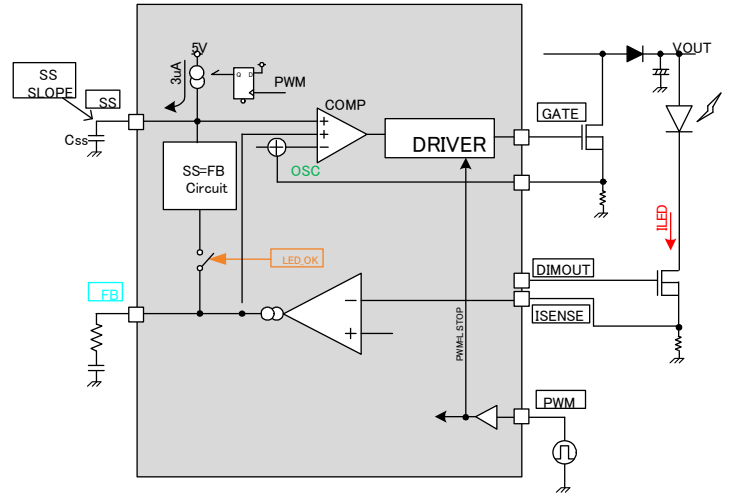 5V
3uA
Q D
PWM
VOUT
SS
SLOPE
SS
COMP
Css
GATE
DRIVER
SS=FB
Circuit
OSC
ILED
LED_OK
DIMOUT
FB
ISENSE
PWM=L:STOP
PWM